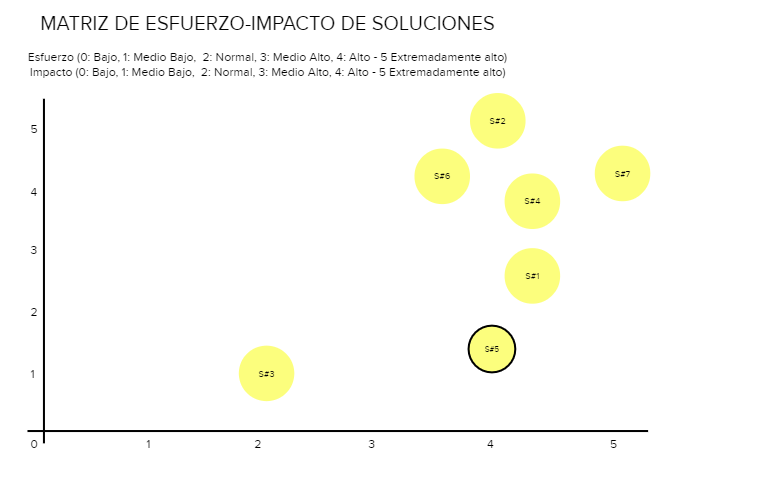 MATRIZ DE ESFUERZO-IMPACTO DE SOLUCIONES
Esfuerzo (0: Bajo, 1: Medio Bajo,  2: Normal, 3: Medio Alto, 4: Alto - 5 Extremadamente alto)
Impacto (0: Bajo, 1: Medio Bajo,  2: Normal, 3: Medio Alto, 4: Alto - 5 Extremadamente alto)
S#2
5
S#6
S#7
4
S#4
3
S#1
2
S#5
1
S#3
0 1 2 3 4 5